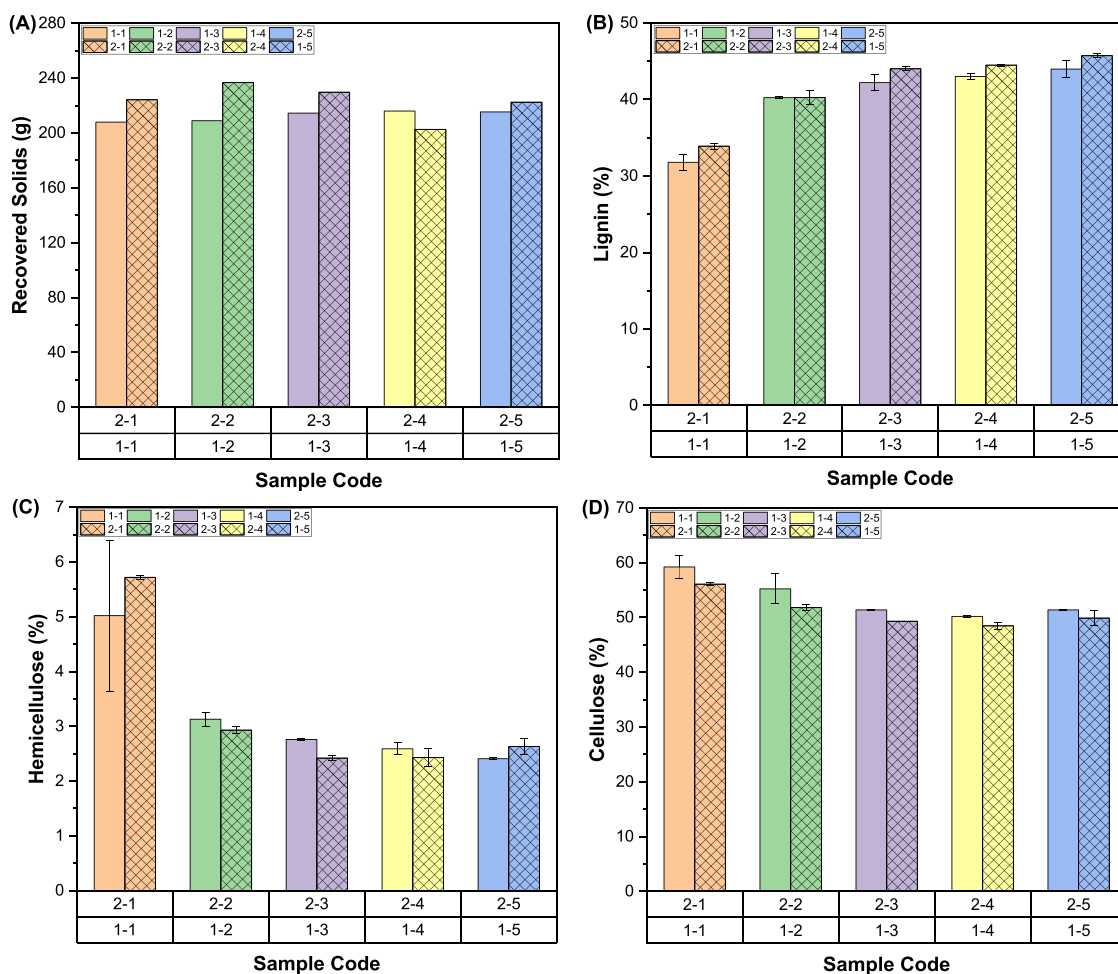 (A)
280
240
200
160
120
80
40
0
Recovered Solids (g)
1-1 1-2 1-3 1-4 2-5
2-1 2-2 2-3 2-4 1-5
2-1 2-2 2-3 2-4 2-5
1-1 1-2 1-3 1-4 1-5
Sample Code
(B)
50
40
30
20
10
0
Lignin (%)
1-1 1-2 1-3 1-4 2-5
2-1 2-2 2-3 2-4 1-5
2-1 2-2 2-3 2-4 2-5
1-1 1-2 1-3 1-4 1-5
Sample Code
(C)
7
6
5
4
3
2
1
0
Hemicellulose (%)
1-1 1-2 1-3 1-4 2-5
2-1 2-2 2-3 2-4 1-5
2-1 2-2 2-3 2-4 2-5
1-1 1-2 1-3 1-4 1-5
Sample Code
(D)
70
60
50
40
30
20
10
0
Cellulose (%)
1-1 1-2 1-3 1-4 2-5
2-1 2-2 2-3 2-4 1-5
2-1 2-2 2-3 2-4 2-5
1-1 1-2 1-3 1-4 1-5
Sample Code